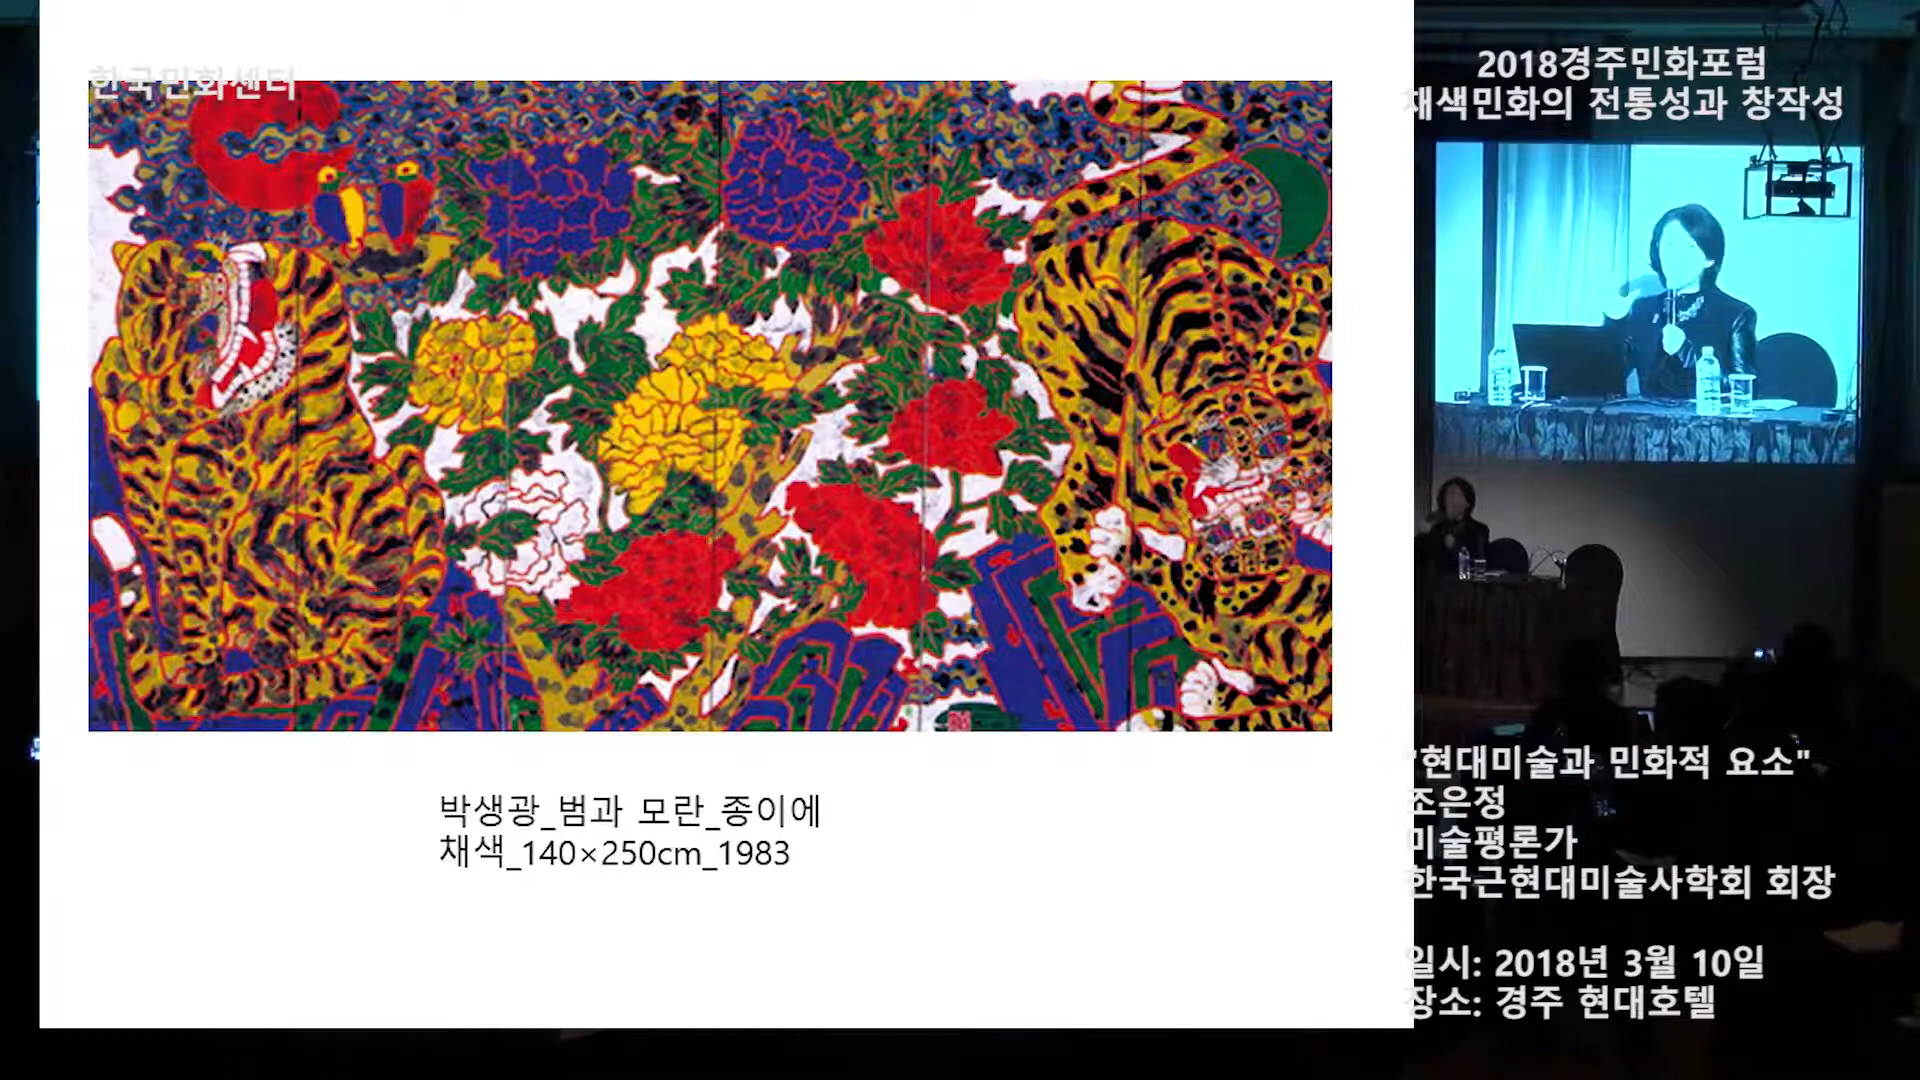 한국민화센터
박생광_범과 모란_종이에
채색_140×250cm_1983
2018경주민화포럼
채색민화의 전통성과 창작성
"현대미술과 민화적 요소"
조은정
미술평론가
한국근현대미술사학회 회장
일시: 2018년 3월 10일
장소: 경주 현대호텔